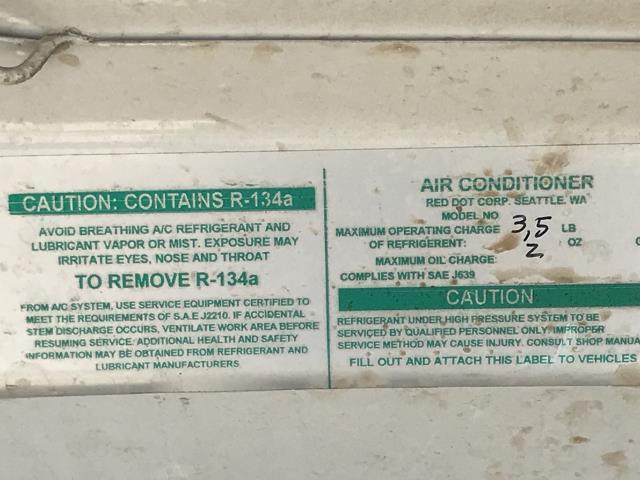 CAUTION: CONTAINS R-134a
AVOID BREATHING A/C REFRIGERANT AND
LUBRICANT VAPOR OR MIST. EXPOSURE MAY
IRRITATE EYES, NOSE AND THROAT
TO REMOVE R-134a
FROM A/C SYSTEM, USE SERVICE EQUIPMENT CERTIFIED TO
MEET THE REQUIREMENTS OF S.A.E J2210. IF ACCIDENTAL
STEM DISCHARGE OCCURS, VENTILATE WORK AREA BEFORE
RESUMING SERVICE. ADDITIONAL HEALTH AND SAFETY
INFORMATION MAY BE OBTAINED FROM REFRIGERANT AND
LUBRICANT MANUFACTURERS
AIR CONDITIONER
RED DOT CORP. SEATTLE, WA
MODEL NO
MAXIMUM OPERATING CHARGE 3,5 LB
OF REFRIGERENT: 2 OZ
MAXIMUM OIL CHARGE:
COMPLIES WITH SAE J639
CAUTION
REFRIGERANT UNDER HIGH PRESSURE SYSTEM TO BE
SERVICED BY QUALIFIED PERSONNEL ONLY, IMPROPER
SERVICE METHOD MAY CAUSE INJURY. CONSULT SHOP MANUA
FILL OUT AND ATTACH THIS LABEL TO VEHICLES